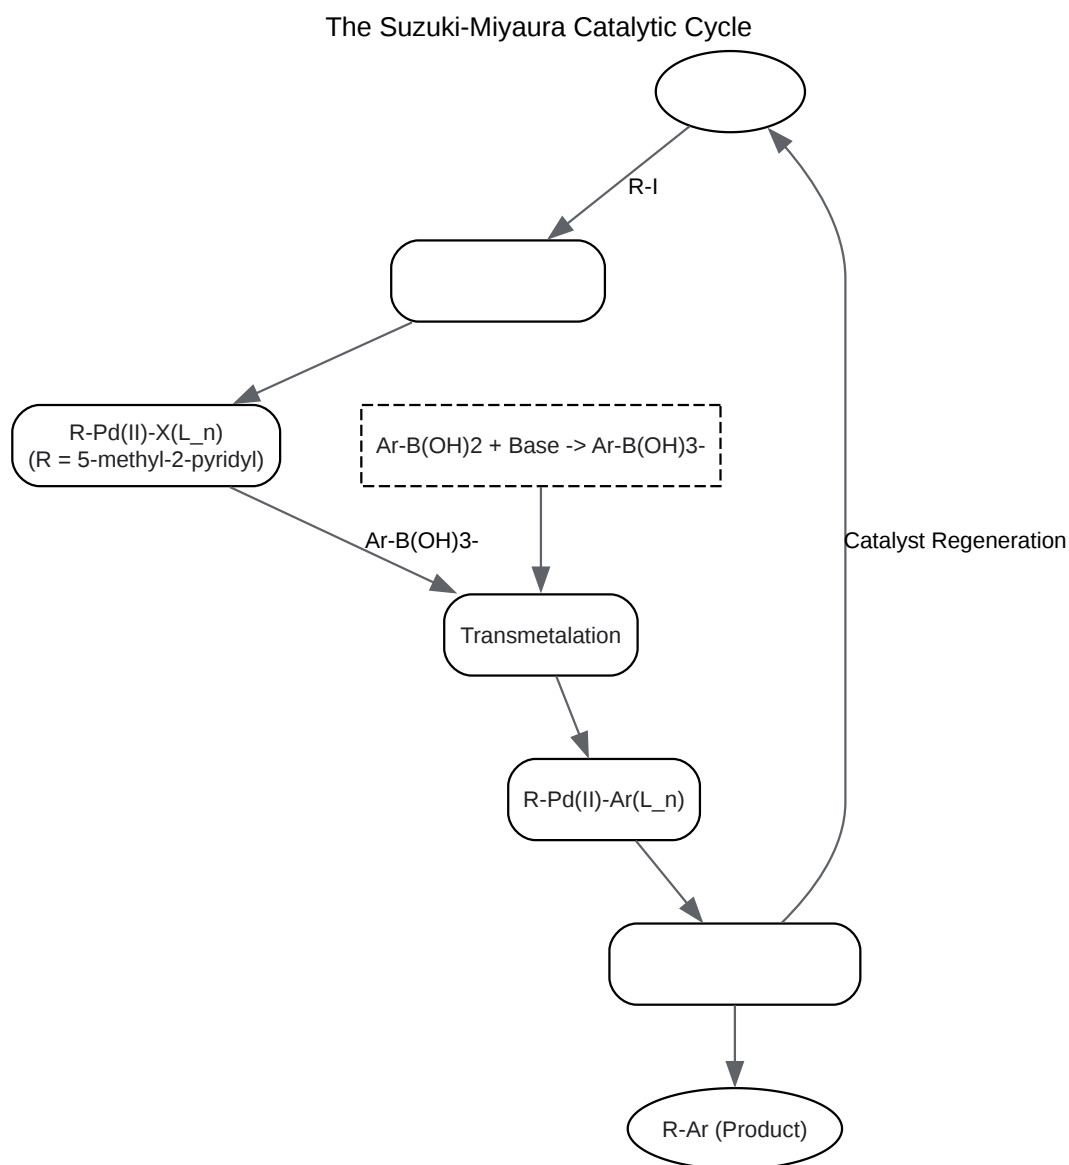 The Suzuki-Miyaura Catalytic Cycle
R-I
R-Pd(II)-X(L_n)
(R = 5-methyl-2-pyridyl)
Ar-B(OH)2 + Base -> Ar-B(OH)3-
Ar-B(OH)3-
Catalyst Regeneration
Transmetalation
R-Pd(II)-Ar(L_n)
R-Ar (Product)